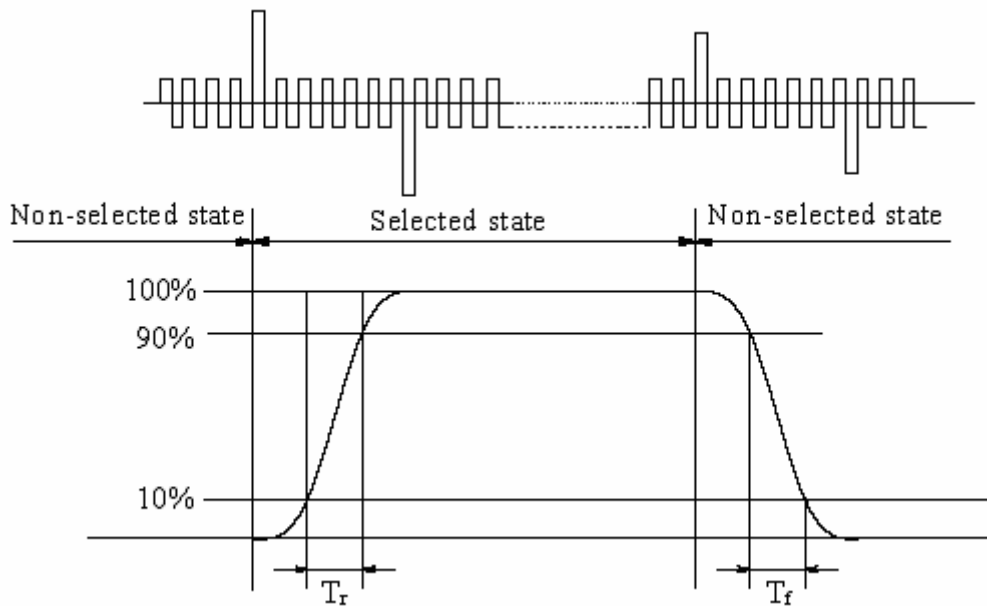 Non-selected state
Selected state
Non-selected state
100%
90%
10%
Tr
Tf